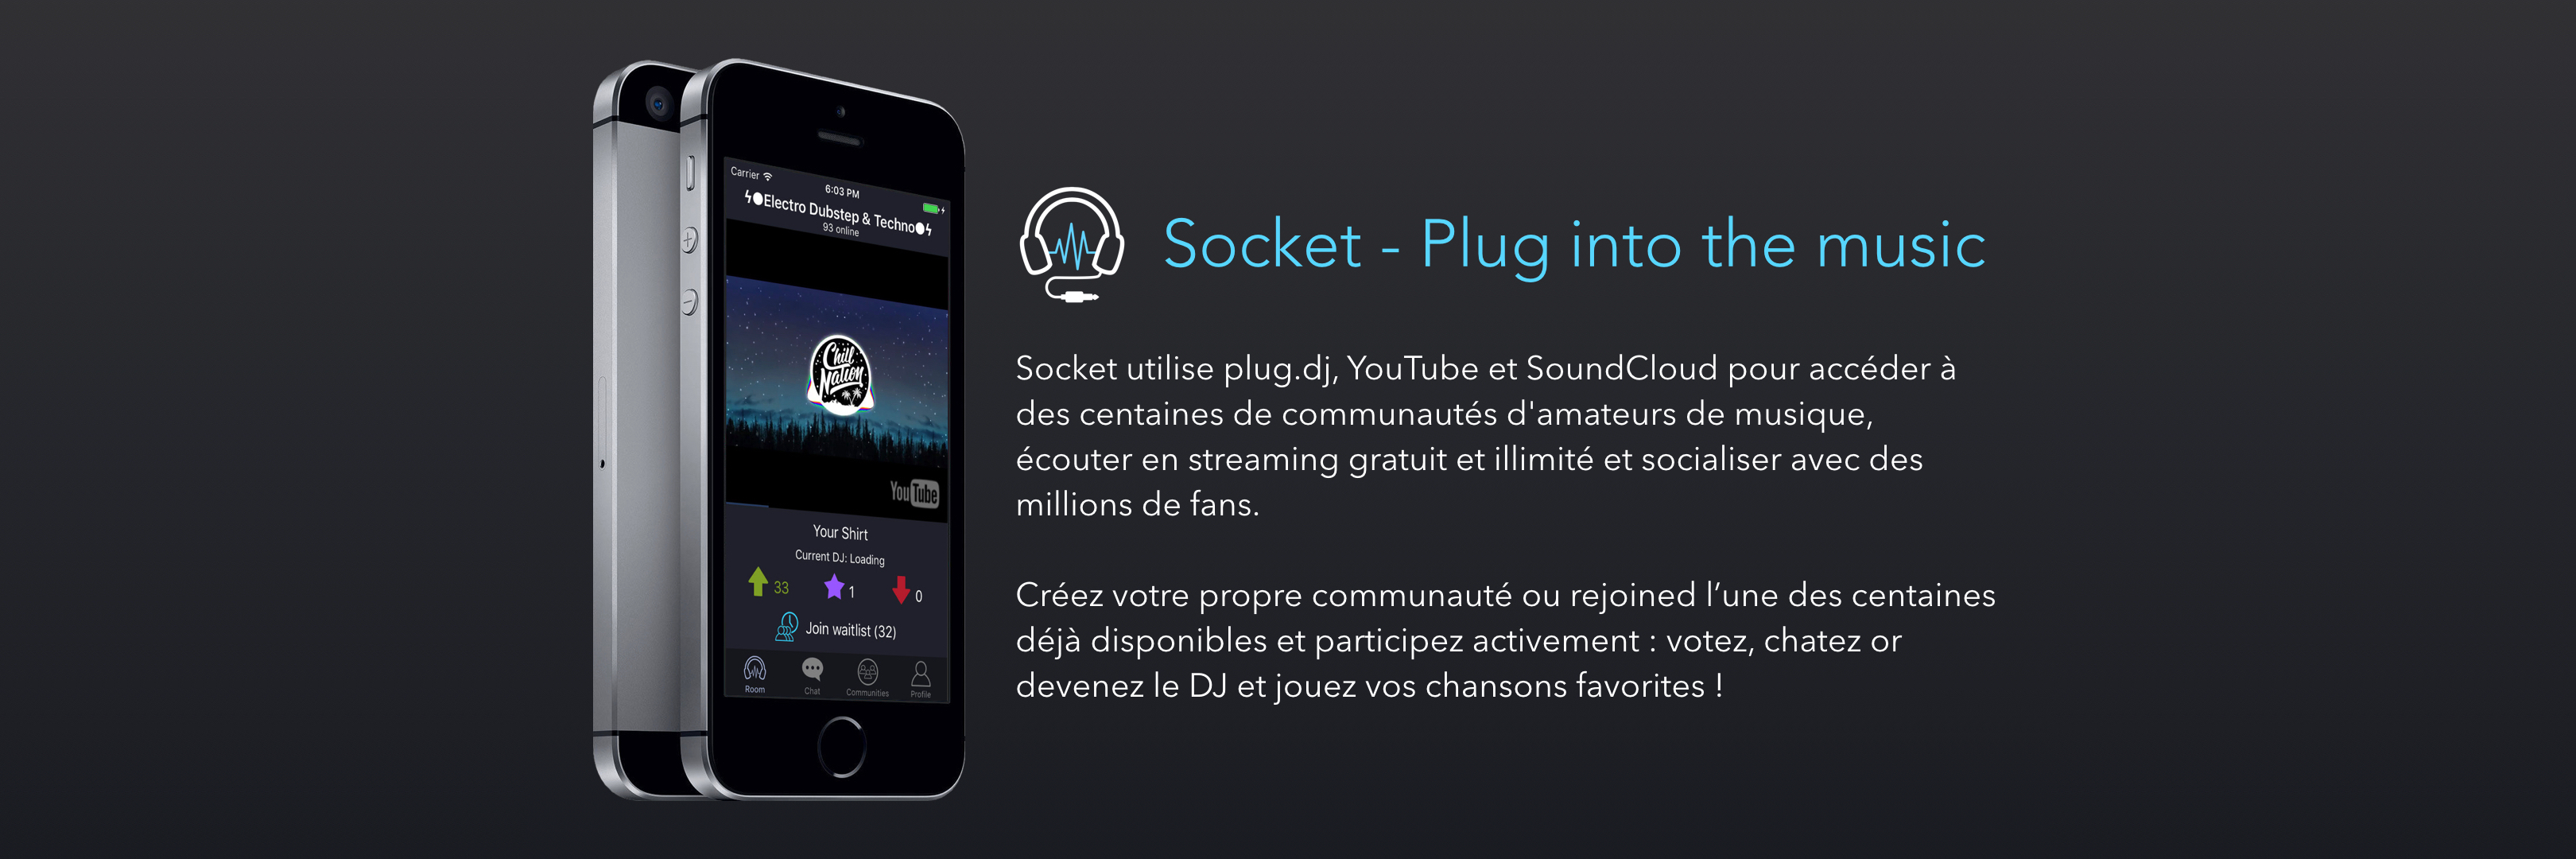 Carrier
6:03 PM
ϟ●Electro Dubstep & Techno●ϟ
93 online
Chill
Nation
YouTube
Your Shirt
Current DJ: Loading
33
1
0
Join waitlist (32)
Room
Chat
Communities
Profile
Socket - Plug into the music
Socket utilise plug.dj, YouTube et SoundCloud pour accéder à
des centaines de communautés d'amateurs de musique,
écouter en streaming gratuit et illimité et socialiser avec des
millions de fans.
Créez votre propre communauté ou rejoined l’une des centaines
déjà disponibles et participez activement : votez, chatez or
devenez le DJ et jouez vos chansons favorites !